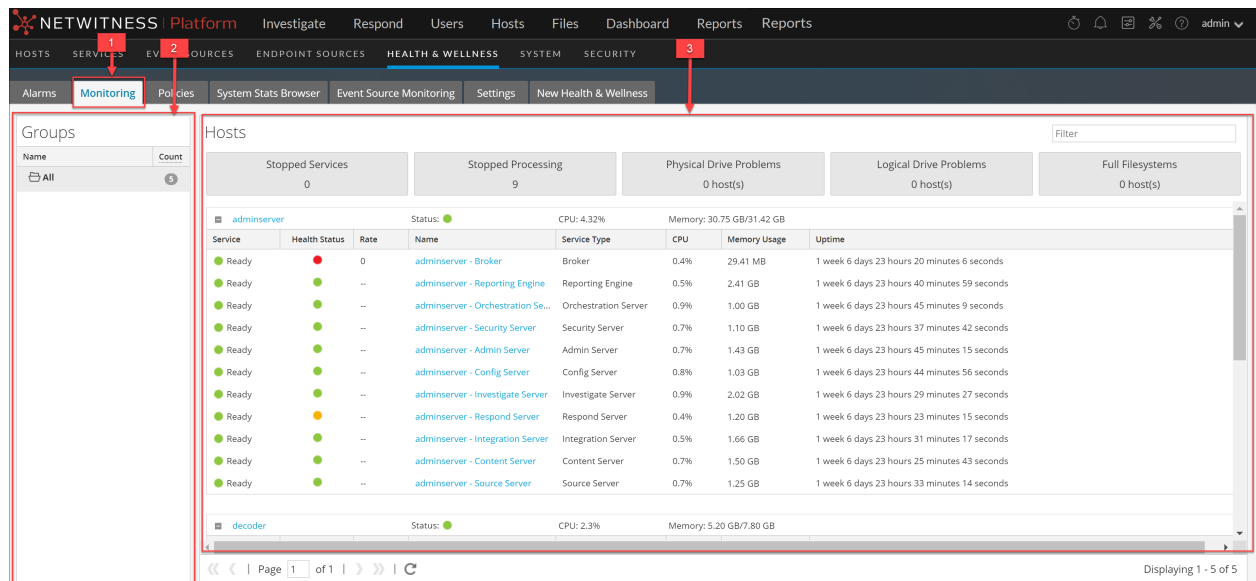 NETWITNESS Platform Investigate Respond Users Hosts Files Dashboard Reports Reports admin
1 2 3
HOSTS SERVICES EVENT SOURCES ENDPOINT SOURCES HEALTH & WELLNESS SYSTEM SECURITY
Alarms Monitoring Policies System Stats Browser Event Source Monitoring Settings New Health & Wellness
Groups
Name Count
All 5
Hosts Filter
Stopped Services Stopped Processing Physical Drive Problems Logical Drive Problems Full Filesystems
0 9 0 host(s) 0 host(s) 0 host(s)
adminserver Status: CPU: 4.32% Memory: 30.75 GB/31.42 GB
Service Health Status Rate Name Service Type CPU Memory Usage Uptime
Ready 0 adminserver - Broker Broker 0.4% 29.41 MB 1 week 6 days 23 hours 20 minutes 6 seconds
Ready -- adminserver - Reporting Engine Reporting Engine 0.5% 2.41 GB 1 week 6 days 23 hours 40 minutes 59 seconds
Ready -- adminserver - Orchestration Se... Orchestration Server 0.9% 1.00 GB 1 week 6 days 23 hours 45 minutes 9 seconds
Ready -- adminserver - Security Server Security Server 0.7% 1.10 GB 1 week 6 days 23 hours 37 minutes 42 seconds
Ready -- adminserver - Admin Server Admin Server 0.7% 1.43 GB 1 week 6 days 23 hours 45 minutes 15 seconds
Ready -- adminserver - Config Server Config Server 0.8% 1.03 GB 1 week 6 days 23 hours 44 minutes 56 seconds
Ready -- adminserver - Investigate Server Investigate Server 0.9% 2.02 GB 1 week 6 days 23 hours 29 minutes 27 seconds
Ready -- adminserver - Respond Server Respond Server 0.4% 1.20 GB 1 week 6 days 23 hours 23 minutes 15 seconds
Ready -- adminserver - Integration Server Integration Server 0.5% 1.66 GB 1 week 6 days 23 hours 31 minutes 17 seconds
Ready -- adminserver - Content Server Content Server 0.7% 1.50 GB 1 week 6 days 23 hours 25 minutes 43 seconds
Ready -- adminserver - Source Server Source Server 0.7% 1.25 GB 1 week 6 days 23 hours 33 minutes 14 seconds
decoder Status: CPU: 2.3% Memory: 5.20 GB/7.80 GB
Page 1 of 1 Displaying 1 - 5 of 5